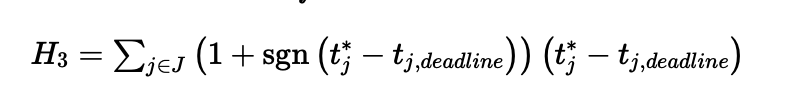 H₃ = ∑_{j∈J} (1 + sgn (t*_j − t_{j,deadline})) (t*_j − t_{j,deadline})